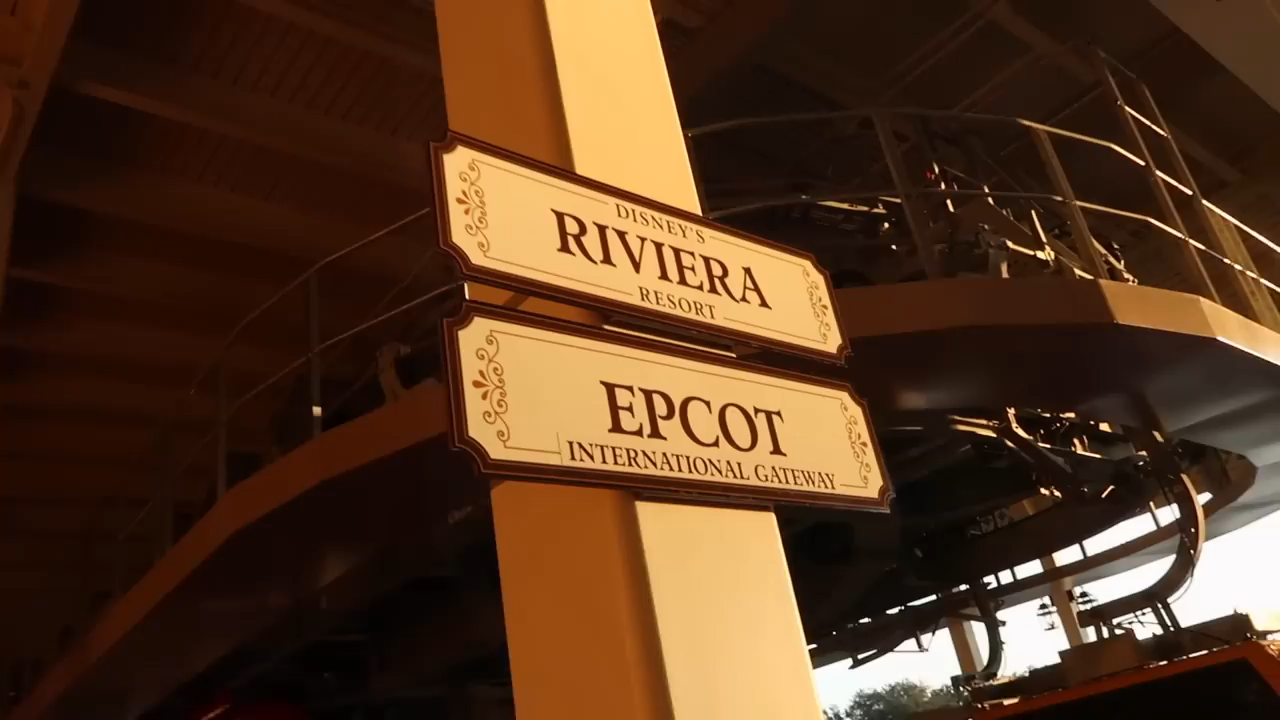 DISNEY'S
RIVIERA
RESORT
EPCOT
INTERNATIONAL GATEWAY